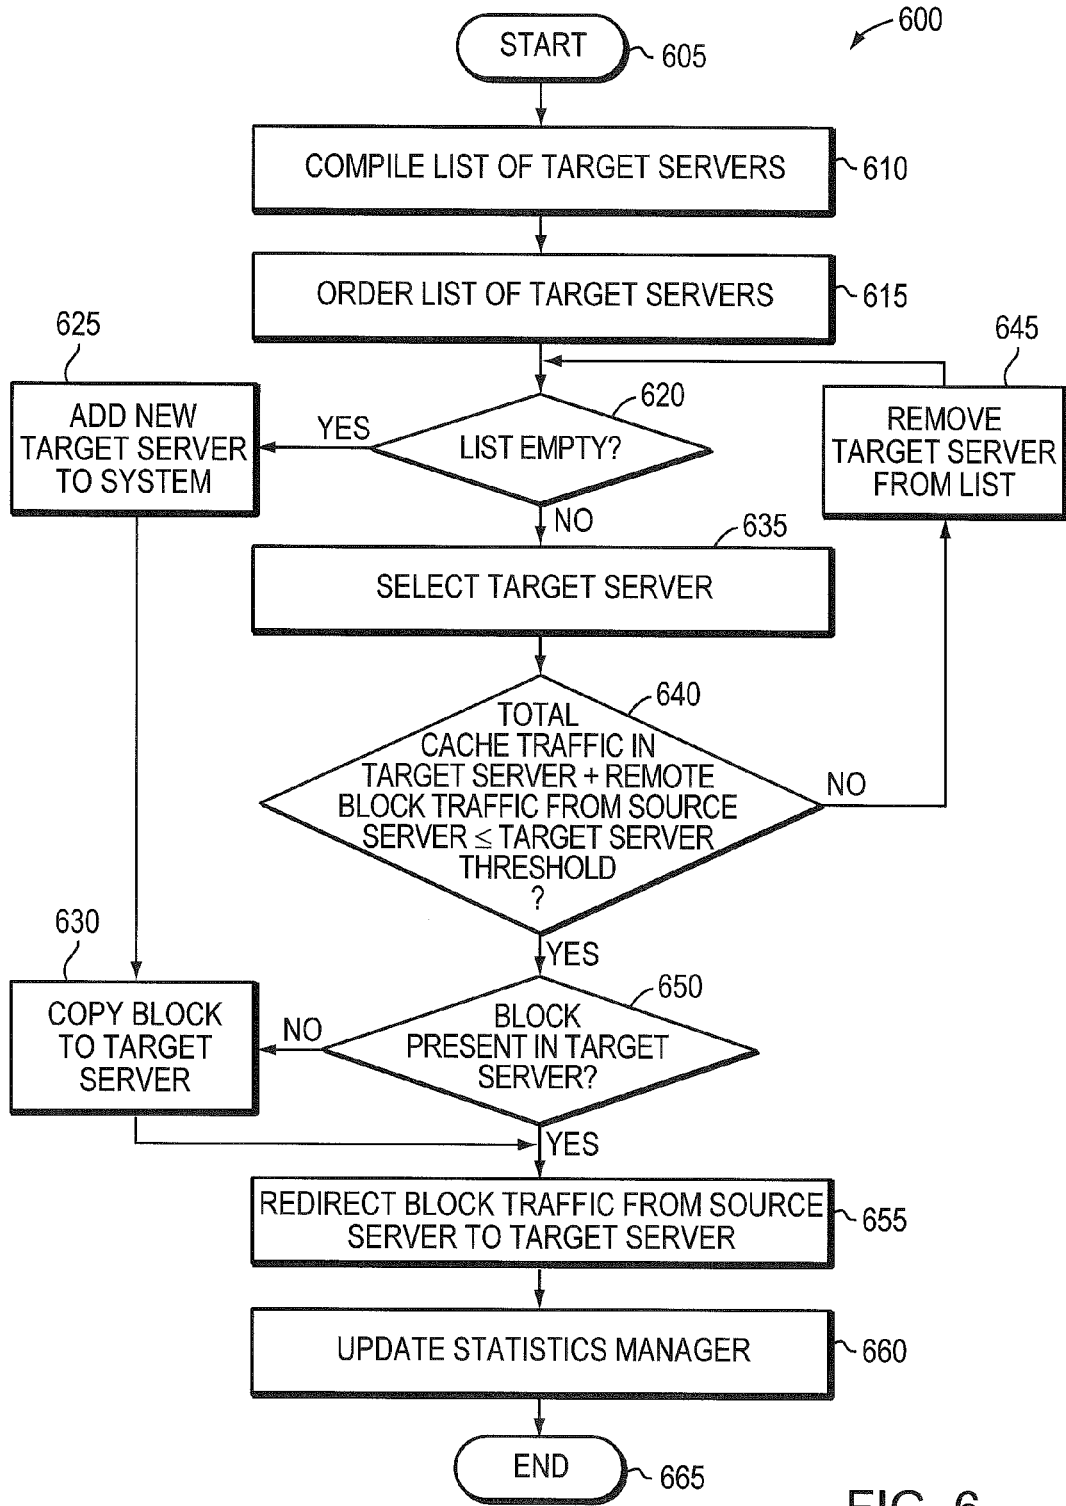 600
START
605
COMPILE LIST OF TARGET SERVERS
610
ORDER LIST OF TARGET SERVERS
615
625
645
ADD NEW
TARGET SERVER
TO SYSTEM
YES
620
LIST EMPTY?
REMOVE
TARGET SERVER
FROM LIST
NO
635
SELECT TARGET SERVER
640
TOTAL
CACHE TRAFFIC IN
TARGET SERVER + REMOTE
BLOCK TRAFFIC FROM SOURCE
SERVER ≤ TARGET SERVER
THRESHOLD
?
NO
YES
630
COPY BLOCK
TO TARGET
SERVER
NO
650
BLOCK
PRESENT IN TARGET
SERVER?
YES
REDIRECT BLOCK TRAFFIC FROM SOURCE
SERVER TO TARGET SERVER
655
UPDATE STATISTICS MANAGER
660
END
665
FIG. 6